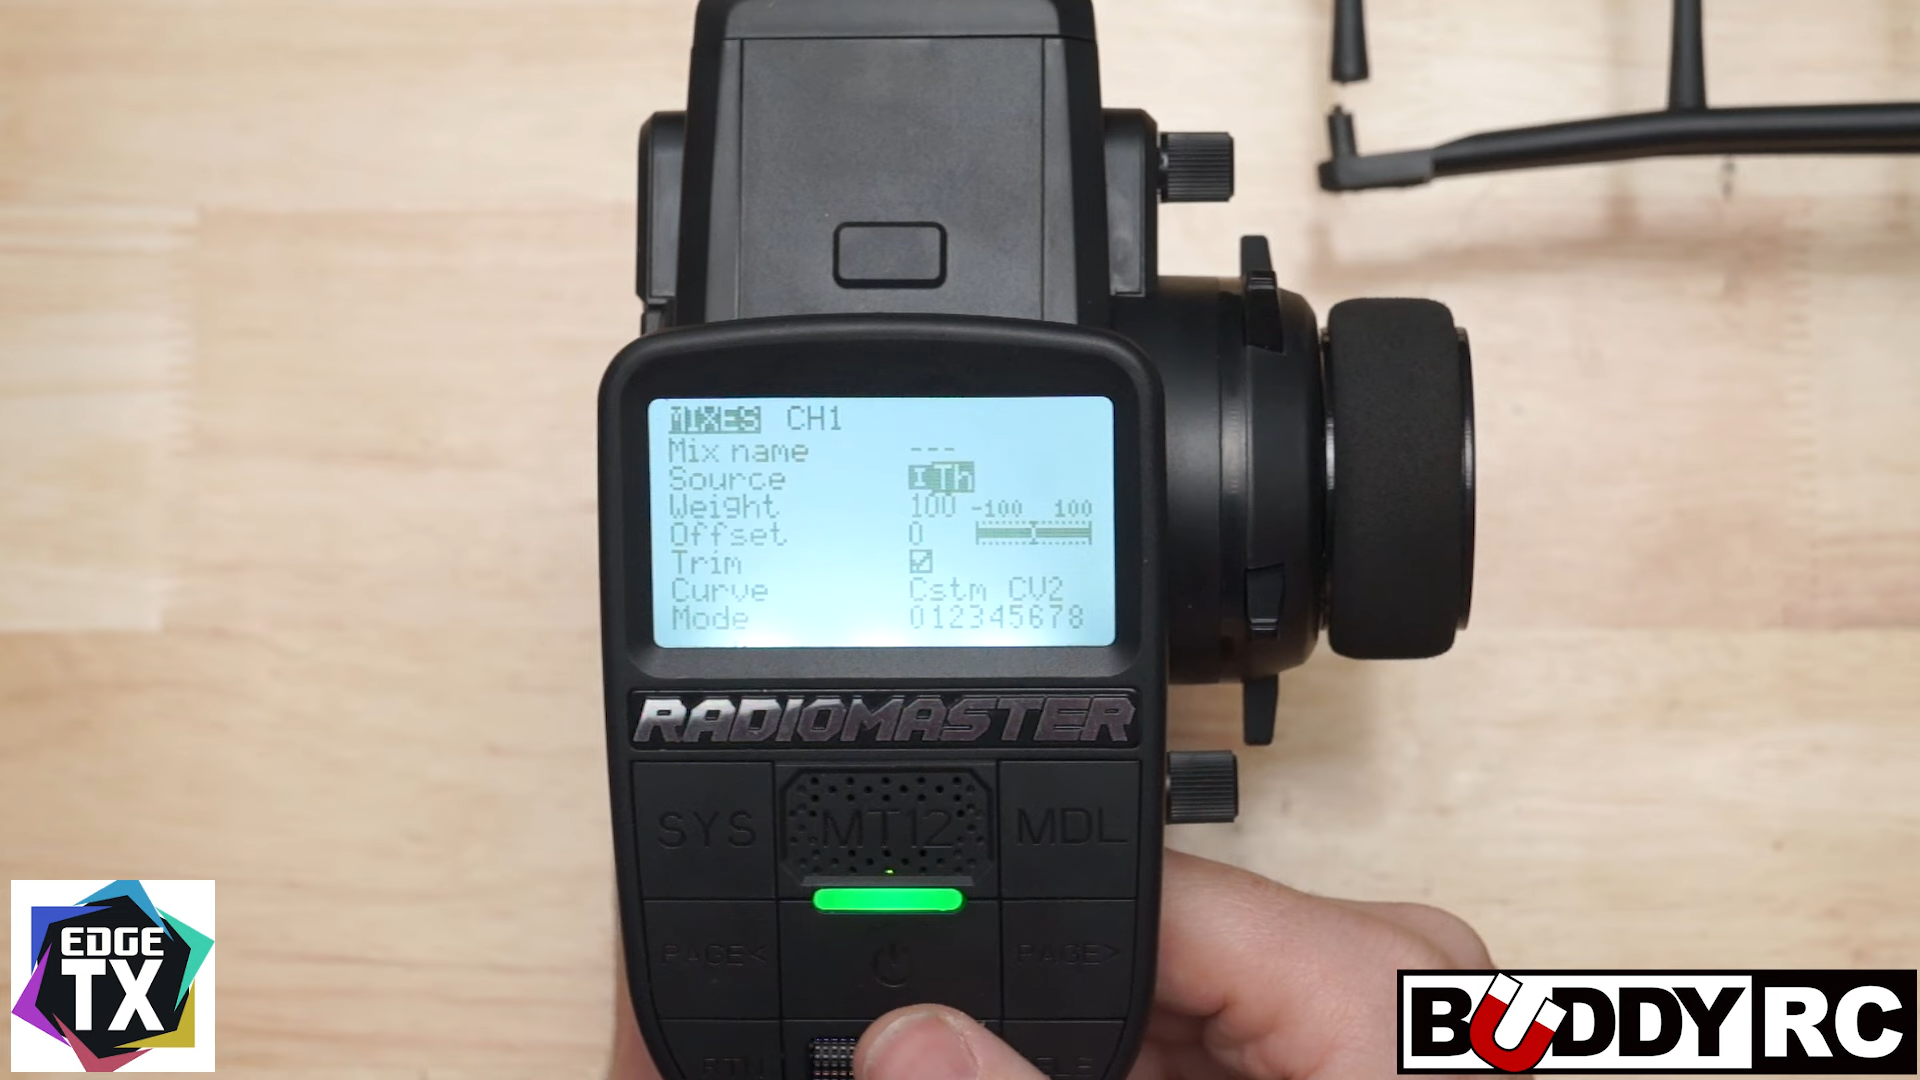 MIXES CH1
Mix name ---
Source ITh
Weight 100 -100 100
Offset 0
Trim
Curve Cstm CV2
Mode 012345678
RADIOMASTER
SYS MT12 MDL
PAGE< PAGE>
RTN
EDGE
TX
BUDDY RC